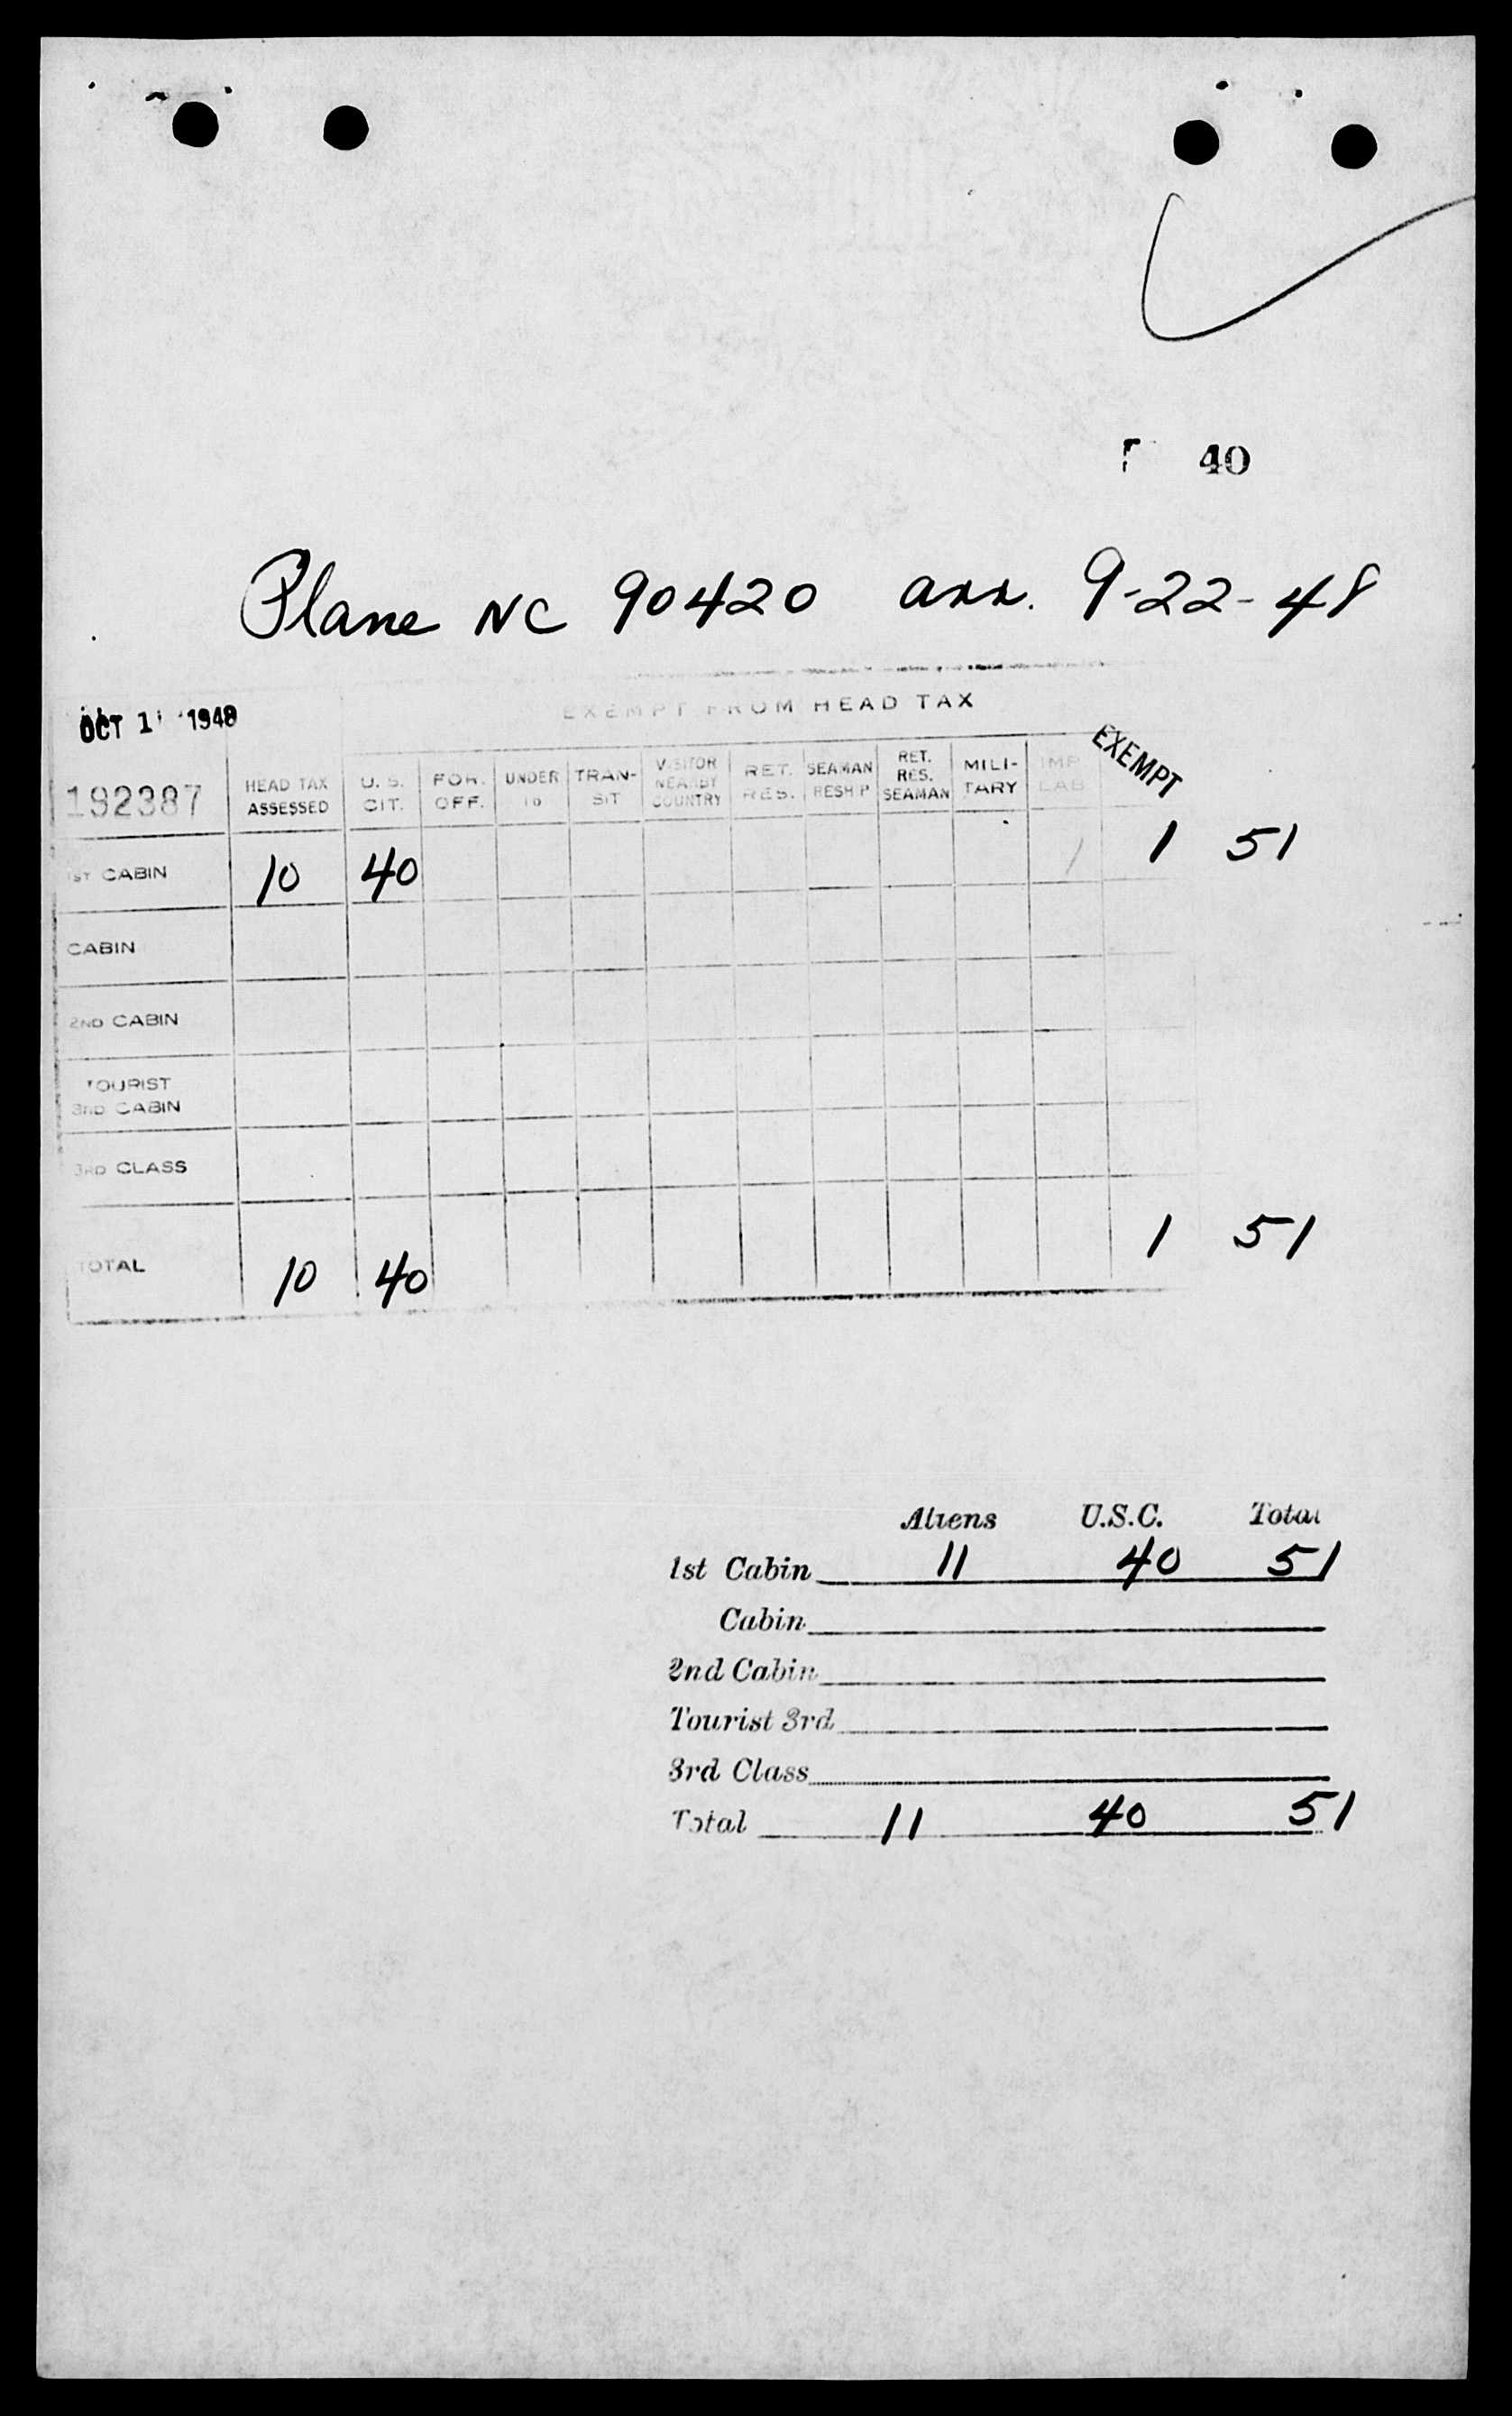 40
Plane NC 90420 arr. 9-22-48
EXEMPT FROM HEAD TAX
OCT 1 1948
192387 HEAD TAX ASSESSED U. S. CIT. FOR. OFF. UNDER 16 TRAN-SIT VISITOR NEARBY COUNTRY RET. RES. SEAMAN RESHIP RET. RES. SEAMAN MILI-TARY IMP LAB EXEMPT
1ST CABIN 10 40 / 1 51
CABIN
2ND CABIN
TOURIST
3RD CABIN
3RD CLASS
TOTAL 10 40 1 51
Aliens U.S.C. Total
1st Cabin 11 40 51
Cabin
2nd Cabin
Tourist 3rd
3rd Class
Total 11 40 51